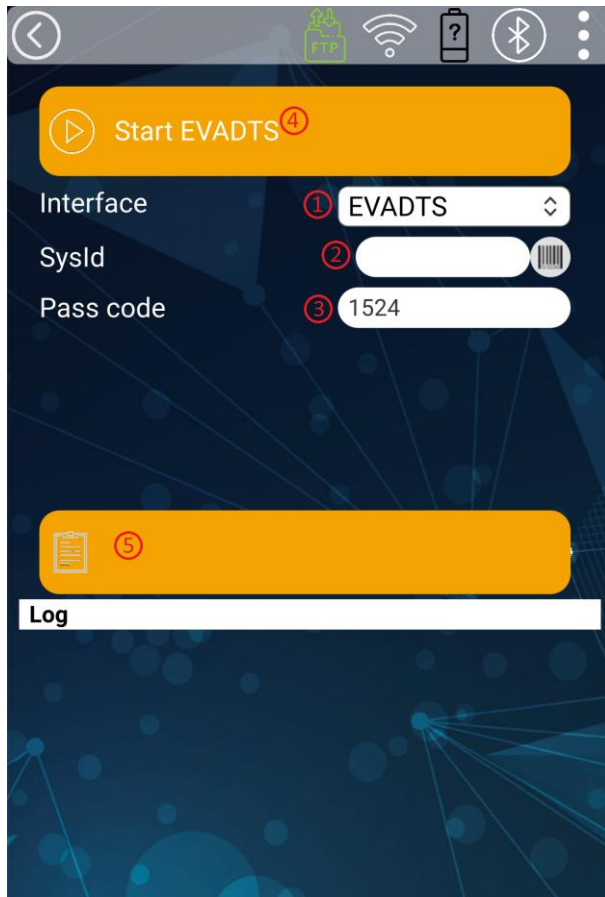 FTP ?
Start EVADTS ④
Interface ① EVADTS
SysId ②
Pass code ③ 1524
⑤
Log